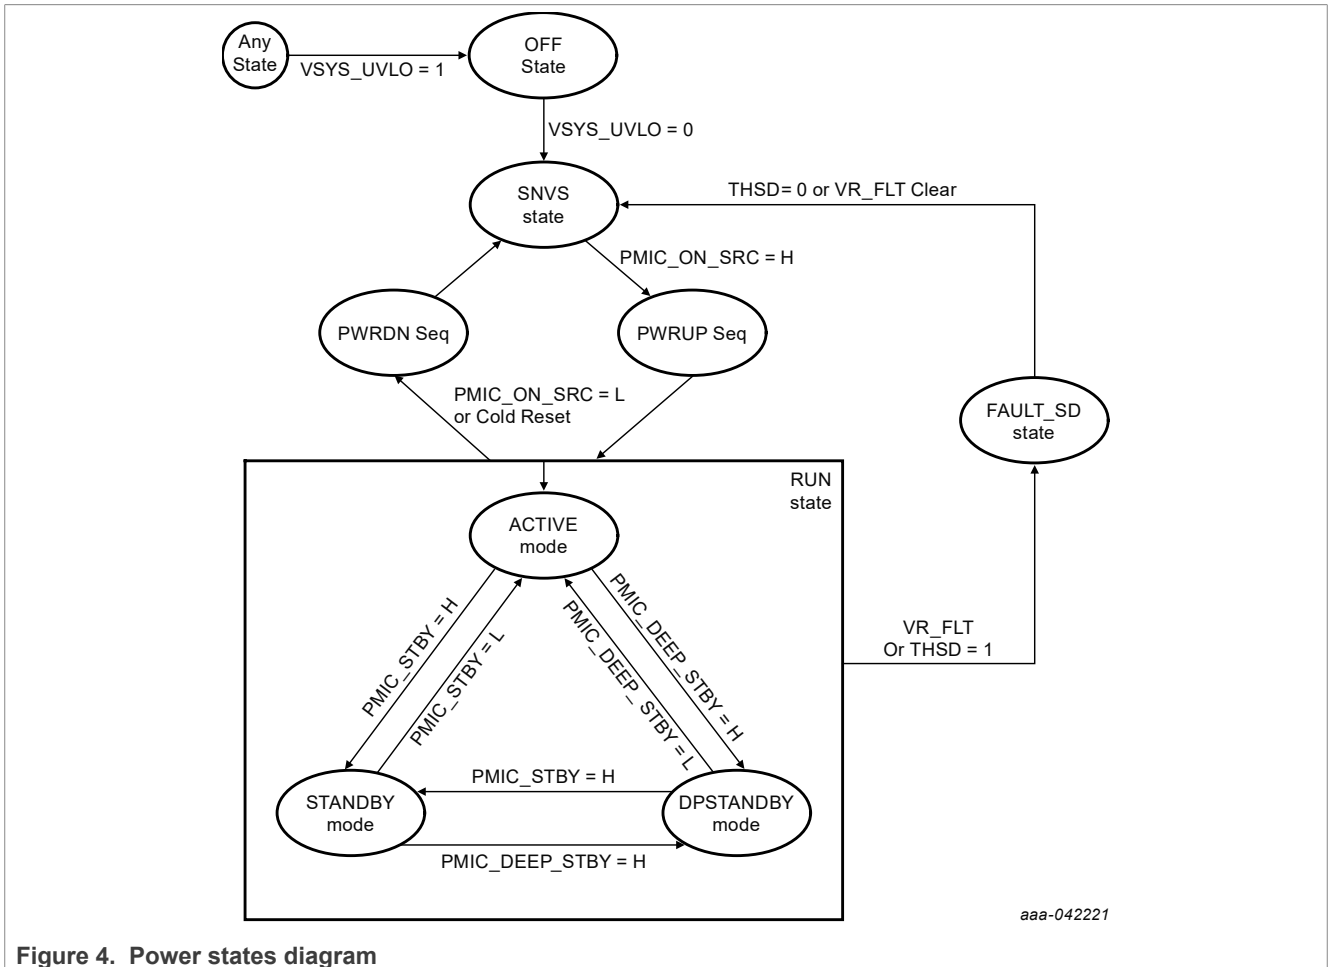 Any
State
VSYS_UVLO = 1
OFF
State
VSYS_UVLO = 0
SNVS
state
THSD= 0 or VR_FLT Clear
PMIC_ON_SRC = H
PWRDN Seq
PWRUP Seq
PMIC_ON_SRC = L
or Cold Reset
FAULT_SD
state
RUN
state
ACTIVE
mode
PMIC_STBY = H
PMIC_STBY = L
PMIC_DEEP_ STBY = L
PMIC_DEEP_STBY = H
VR_FLT
Or THSD = 1
PMIC_STBY = H
STANDBY
mode
DPSTANDBY
mode
PMIC_DEEP_STBY = H
aaa-042221
Figure 4. Power states diagram